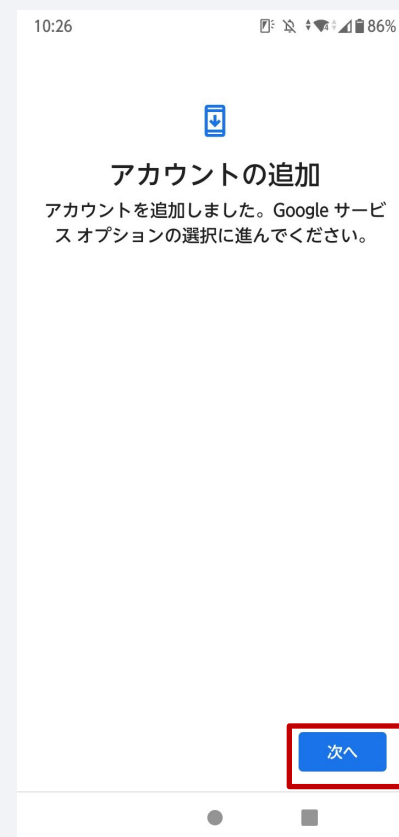 10:26 86%
アカウントの追加
アカウントを追加しました。Google サービ
ス オプションの選択に進んでください。
次へ